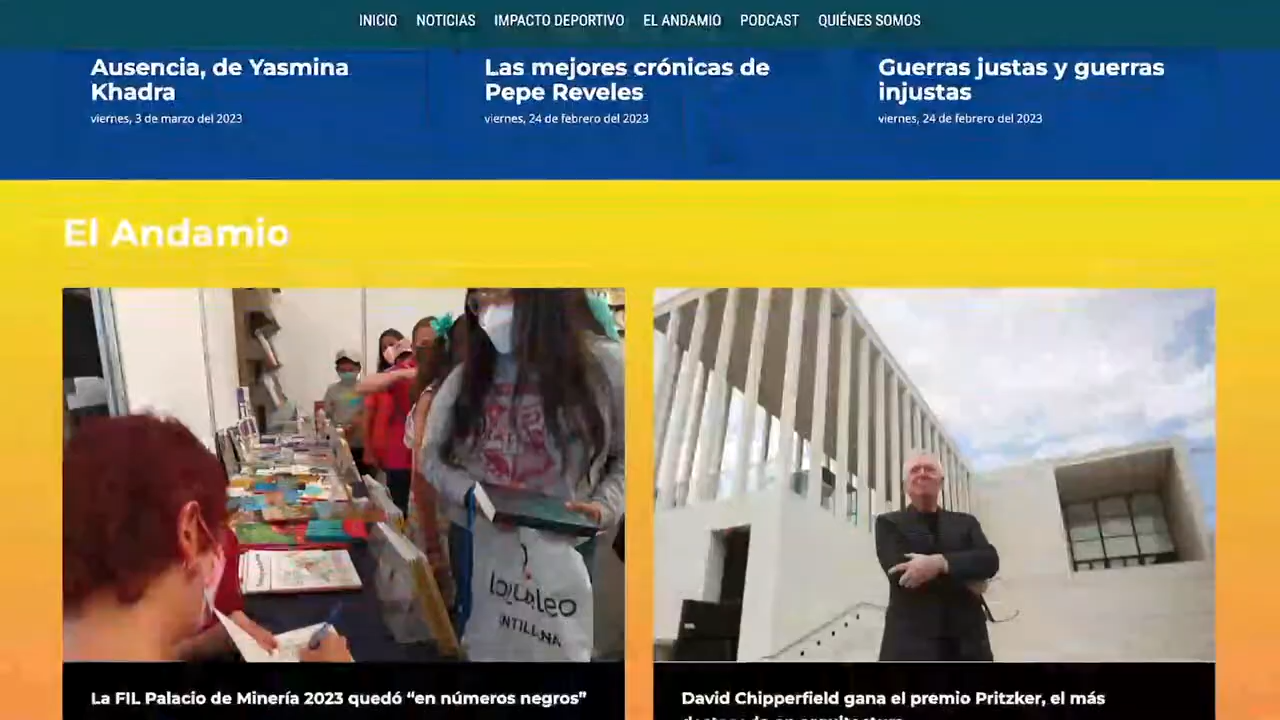 INICIO NOTICIAS IMPACTO DEPORTIVO EL ANDAMIO PODCAST QUIÉNES SOMOS
Ausencia, de Yasmina
Khadra
viernes, 3 de marzo del 2023
Las mejores crónicas de
Pepe Reveles
viernes, 24 de febrero del 2023
Guerras justas y guerras
injustas
viernes, 24 de febrero del 2023
El Andamio
La FIL Palacio de Minería 2023 quedó “en números negros”
David Chipperfield gana el premio Pritzker, el más